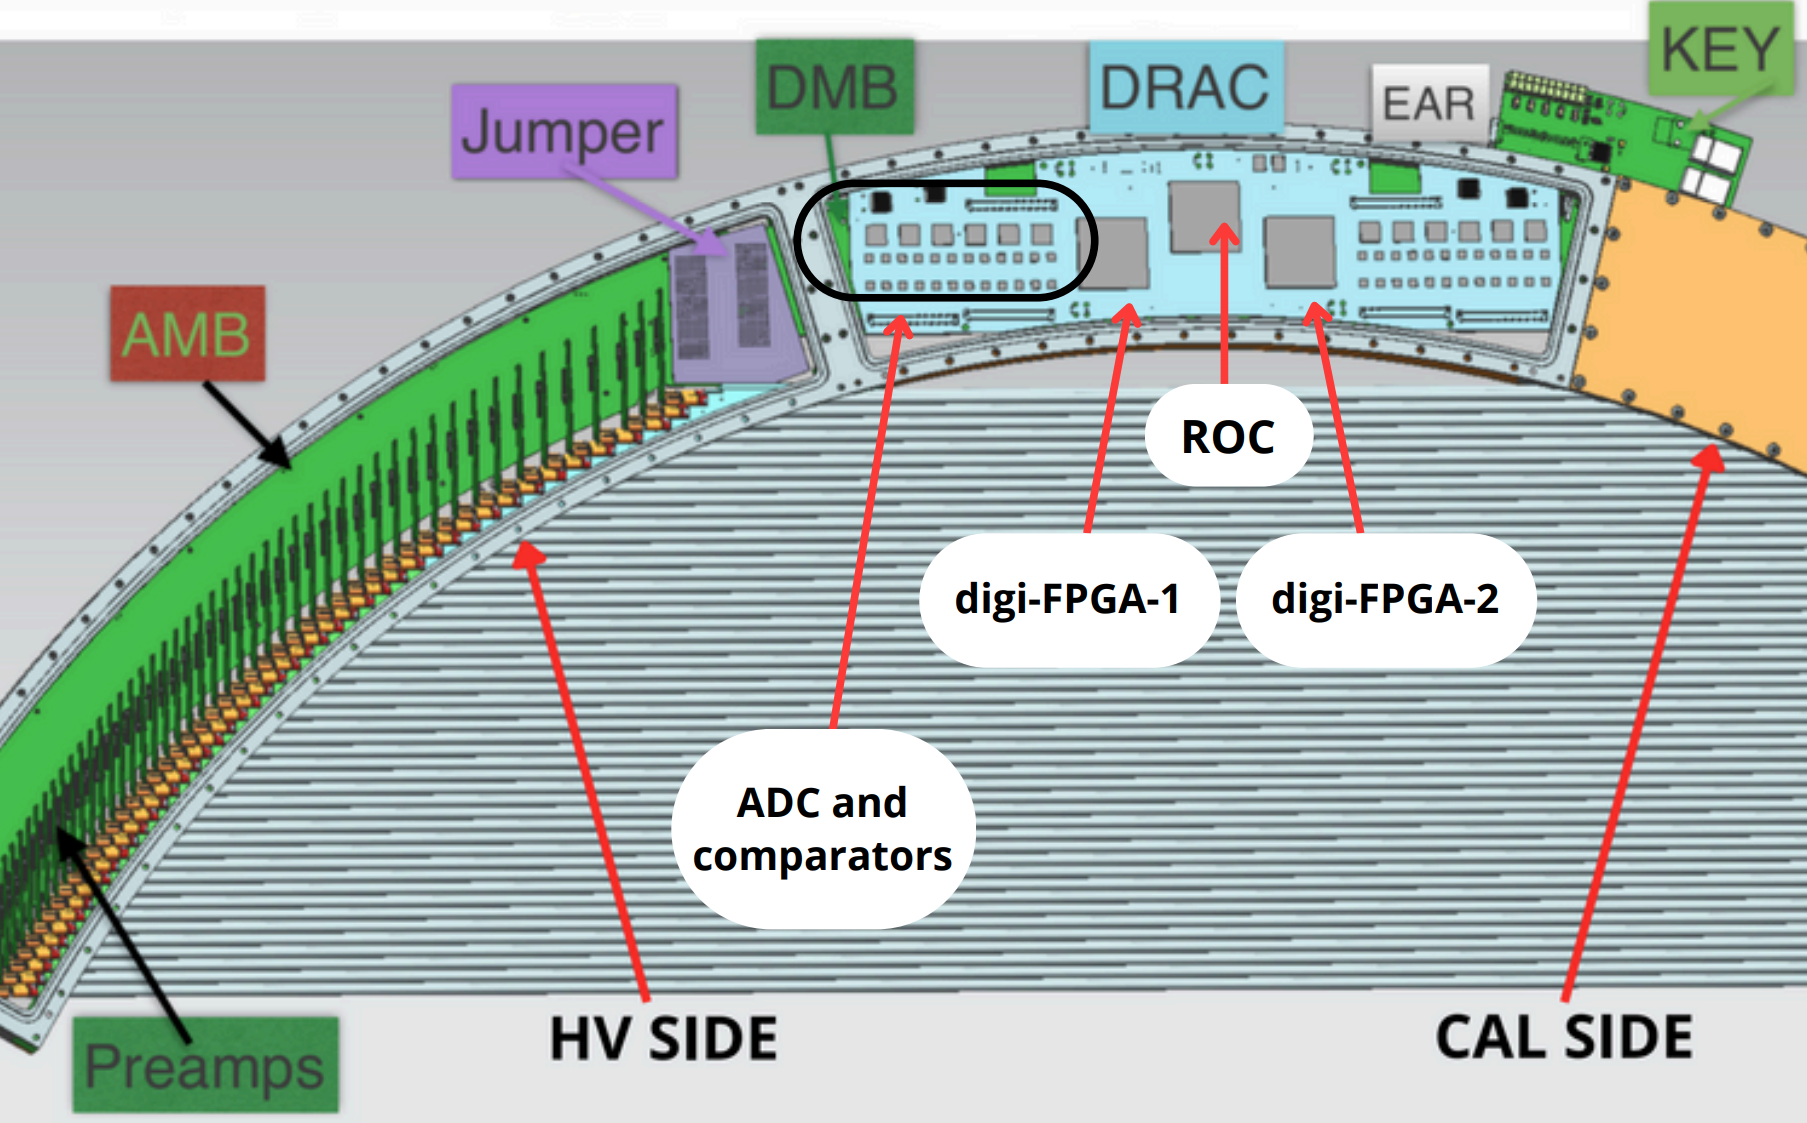 KEY
DMB
DRAC
EAR
Jumper
AMB
ROC
digi-FPGA-1
digi-FPGA-2
ADC and
comparators
HV SIDE
CAL SIDE
Preamps